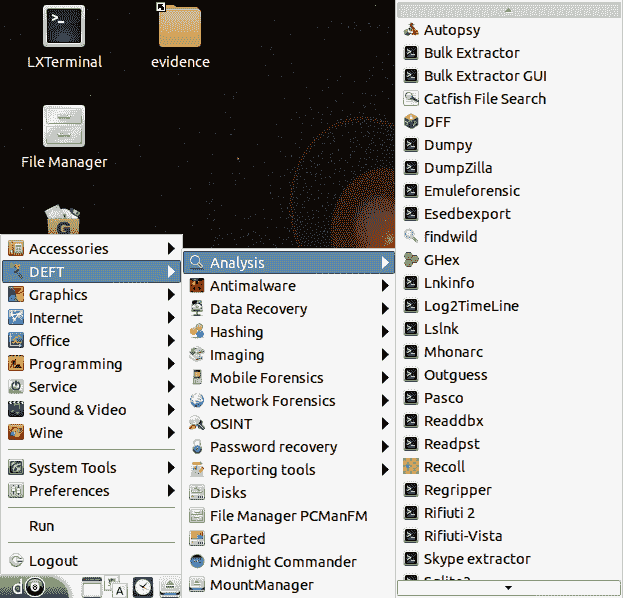 LXTerminal
evidence
File Manager
Accessories
DEFT
Graphics
Internet
Office
Programming
Service
Sound & Video
Wine
System Tools
Preferences
Run
Logout
Analysis
Antimalware
Data Recovery
Hashing
Imaging
Mobile Forensics
Network Forensics
OSINT
Password recovery
Reporting tools
Disks
File Manager PCManFM
GParted
Midnight Commander
MountManager
Autopsy
Bulk Extractor
Bulk Extractor GUI
Catfish File Search
DFF
Dumpy
DumpZilla
Emuleforensic
Esedbexport
findwild
GHex
Lnkinfo
Log2TimeLine
Lslnk
Mhonarc
Outguess
Pasco
Readdbx
Readpst
Recoll
Regripper
Rifiuti 2
Rifiuti-Vista
Skype extractor
d8
A